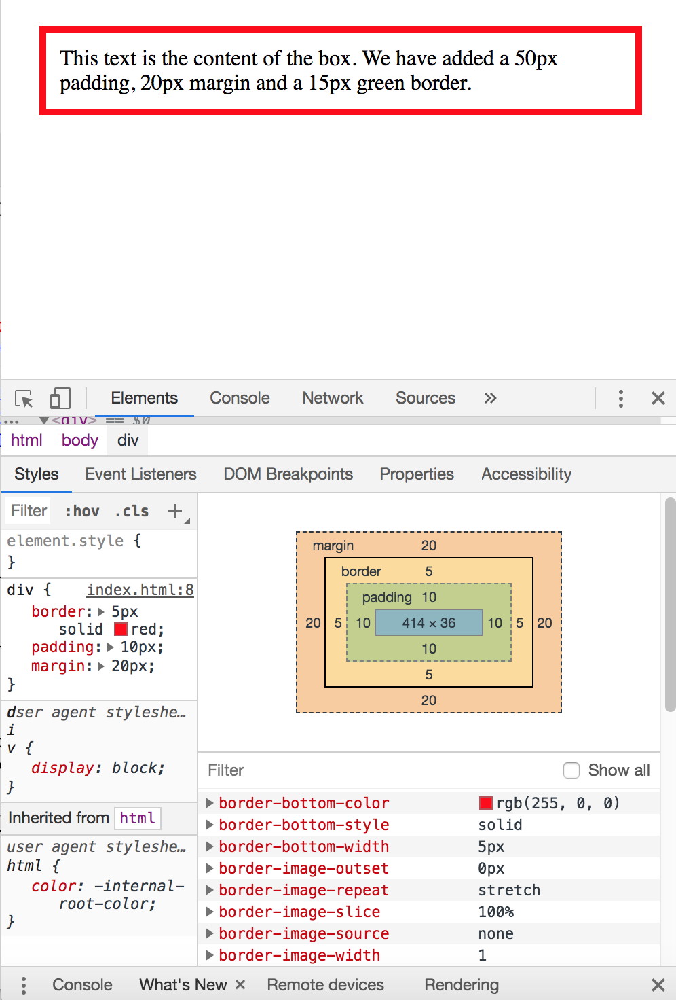 This text is the content of the box. We have added a 50px
padding, 20px margin and a 15px green border.
Elements Console Network Sources »
<div> == $0
html body div
Styles Event Listeners DOM Breakpoints Properties Accessibility
Filter :hov .cls +
element.style {
}
div { index.html:8
border: 5px
solid red;
padding: 10px;
margin: 20px;
}
dser agent styleshe…
i
v {
display: block;
}
Inherited from html
user agent styleshe…
html {
color: -internal-
root-color;
}
margin 20
border 5
padding 10
20 5 10 414 × 36 10 5 20
10
5
20
Filter Show all
border-bottom-color rgb(255, 0, 0)
border-bottom-style solid
border-bottom-width 5px
border-image-outset 0px
border-image-repeat stretch
border-image-slice 100%
border-image-source none
border-image-width 1
Console What's New × Remote devices Rendering